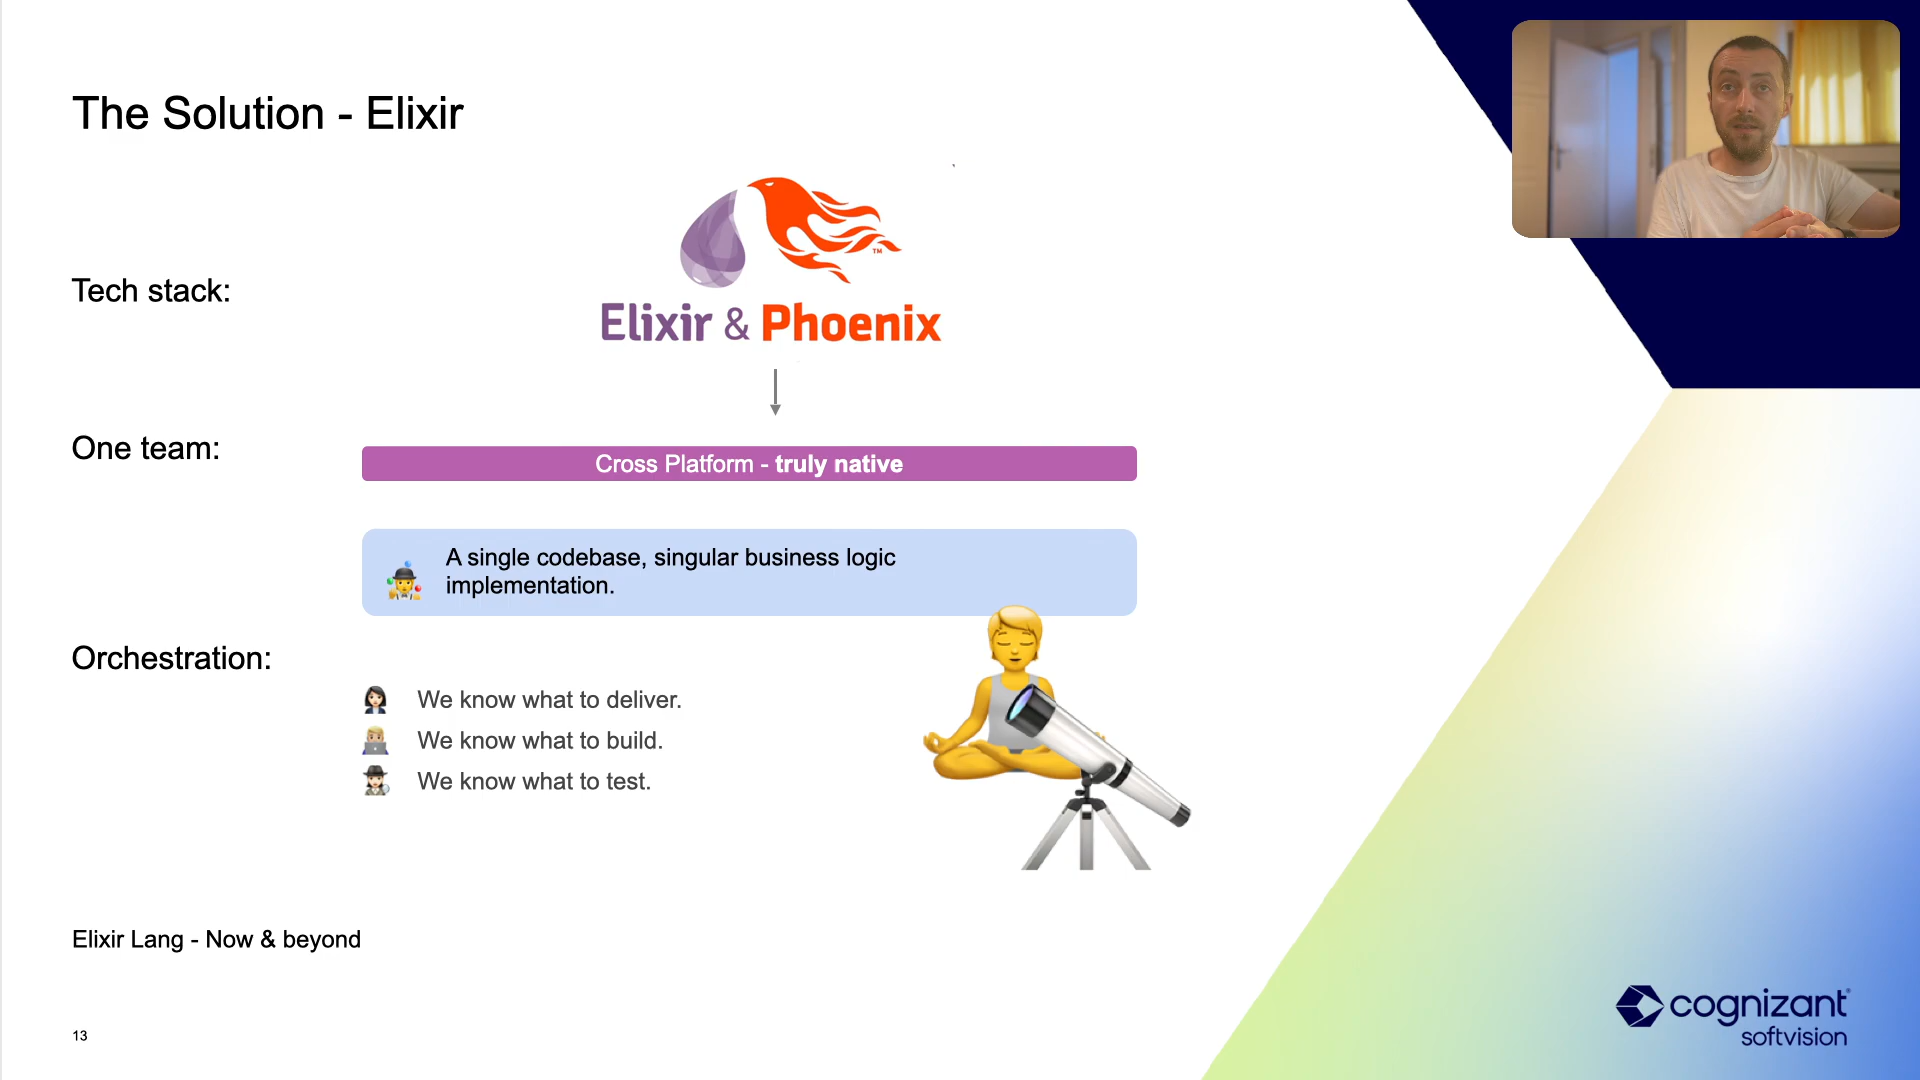 The Solution - Elixir
Tech stack:
Elixir & Phoenix
TM
One team:
Cross Platform - truly native
A single codebase, singular business logic
implementation.
Orchestration:
We know what to deliver.
We know what to build.
We know what to test.
Elixir Lang - Now & beyond
13
cognizant
softvision